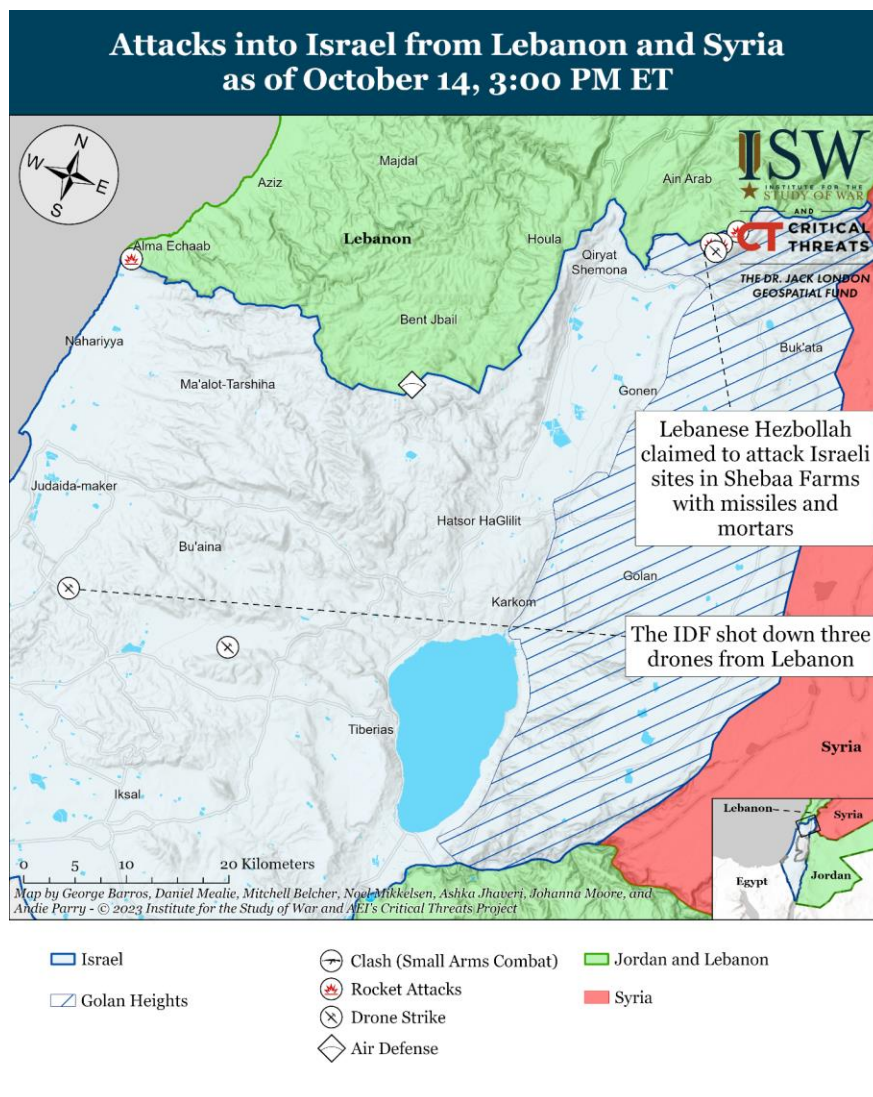 Attacks into Israel from Lebanon and Syria
as of October 14, 3:00 PM ET
N
W
E
S
Majdal
Aziz
Ain Arab
ISW
INSTITUTE FOR THE
STUDY OF WAR
AND
CT CRITICAL
THREATS
THE DR. JACK LONDON
GEOSPATIAL FUND
Lebanon
Houla
Alma Echaab
Qiryat
Shemona
Bent Jbail
Nahariyya
Buk'ata
Ma'alot-Tarshiha
Gonen
Lebanese Hezbollah
claimed to attack Israeli
sites in Shebaa Farms
with missiles and
mortars
Judaida-maker
Hatsor HaGlilit
Bu'aina
Golan
Karkom
The IDF shot down three
drones from Lebanon
Tiberias
Syria
Iksal
Lebanon
Syria
Jordan
Egypt
0 5 10 20 Kilometers
Map by George Barros, Daniel Mealie, Mitchell Belcher, Noel Mikkelsen, Ashka Jhaveri, Johanna Moore, and
Andie Parry - © 2023 Institute for the Study of War and AEI's Critical Threats Project
Israel
Golan Heights
Clash (Small Arms Combat)
Rocket Attacks
Drone Strike
Air Defense
Jordan and Lebanon
Syria